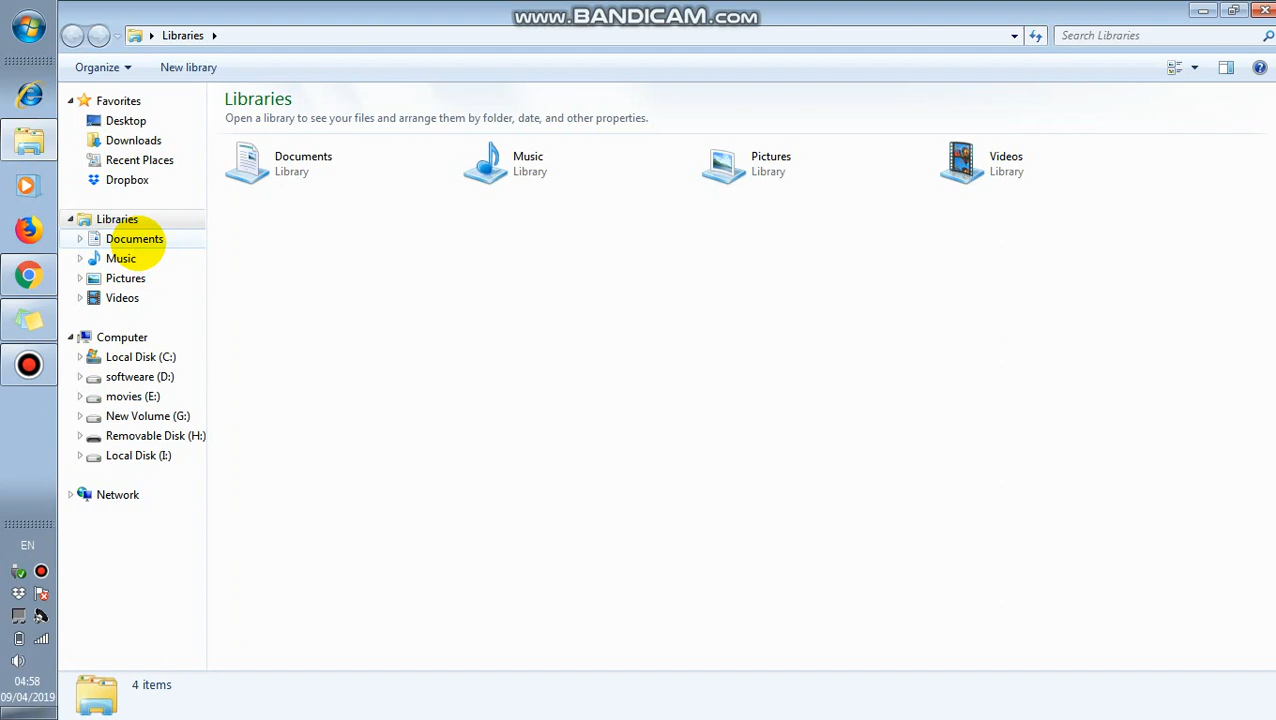 www.BANDICAM.com
Libraries
Search Libraries
Organize
New library
Favorites
Desktop
Downloads
Recent Places
Dropbox
Libraries
Documents
Music
Pictures
Videos
Computer
Local Disk (C:)
softweare (D:)
movies (E:)
New Volume (G:)
Removable Disk (H:)
Local Disk (I:)
Network
Libraries
Open a library to see your files and arrange them by folder, date, and other properties.
Documents
Library
Music
Library
Pictures
Library
Videos
Library
4 items
EN
04:58
09/04/2019